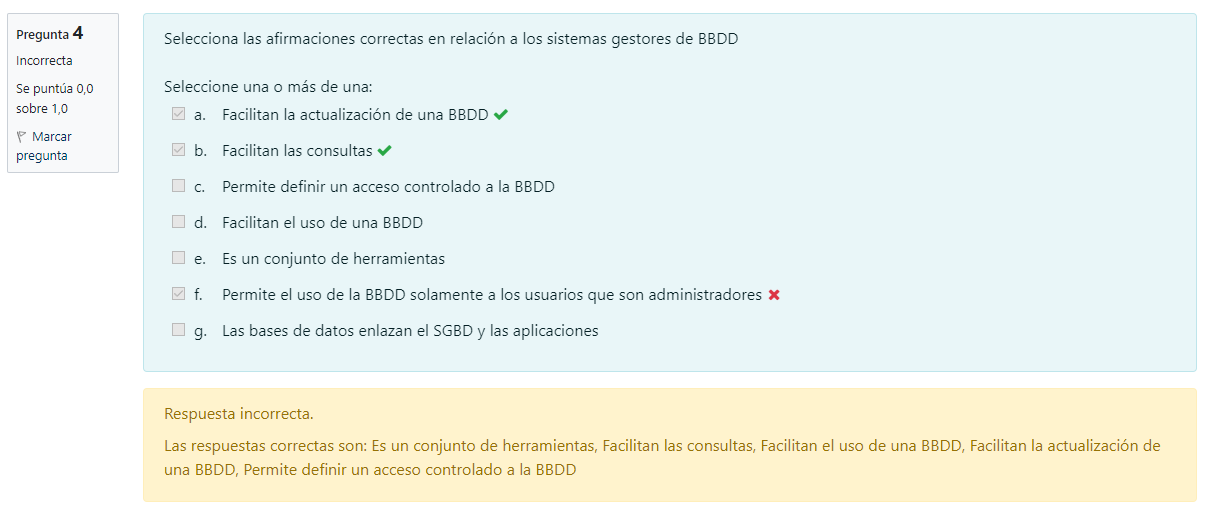 Pregunta 4
Incorrecta
Se puntúa 0,0
sobre 1,0
Marcar
pregunta
Selecciona las afirmaciones correctas en relación a los sistemas gestores de BBDD
Seleccione una o más de una:
a. Facilitan la actualización de una BBDD
b. Facilitan las consultas
c. Permite definir un acceso controlado a la BBDD
d. Facilitan el uso de una BBDD
e. Es un conjunto de herramientas
f. Permite el uso de la BBDD solamente a los usuarios que son administradores
g. Las bases de datos enlazan el SGBD y las aplicaciones
Respuesta incorrecta.
Las respuestas correctas son: Es un conjunto de herramientas, Facilitan las consultas, Facilitan el uso de una BBDD, Facilitan la actualización de
una BBDD, Permite definir un acceso controlado a la BBDD